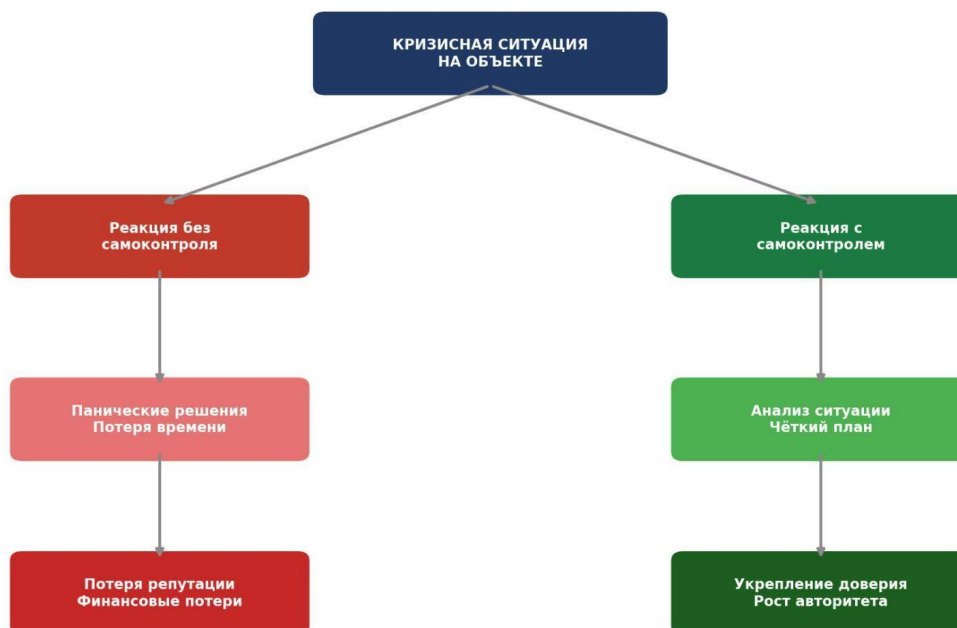 КРИЗИСНАЯ СИТУАЦИЯ
НА ОБЪЕКТЕ
Реакция без
самоконтроля
Реакция с
самоконтролем
Панические решения
Потеря времени
Анализ ситуации
Чёткий план
Потеря репутации
Финансовые потери
Укрепление доверия
Рост авторитета